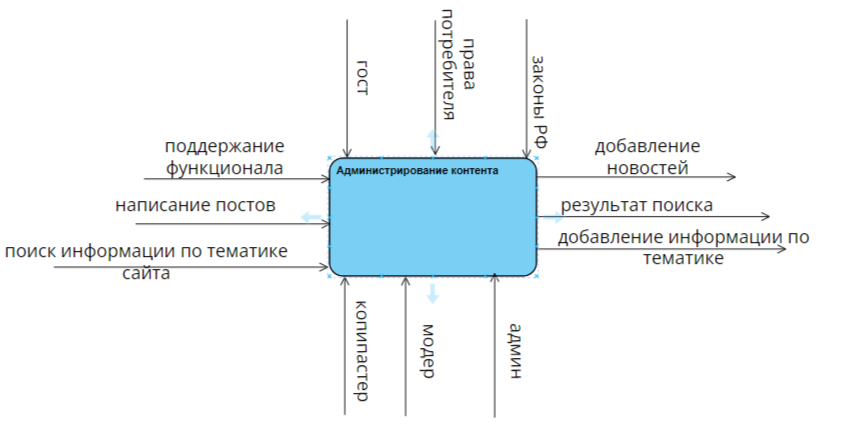 гост
права
потребителя
законы РФ
поддержание
функционала
написание постов
поиск информации по тематике
сайта
Администрирование контента
добавление
новостей
результат поиска
добавление информации по
тематике
копипастер
модер
админ